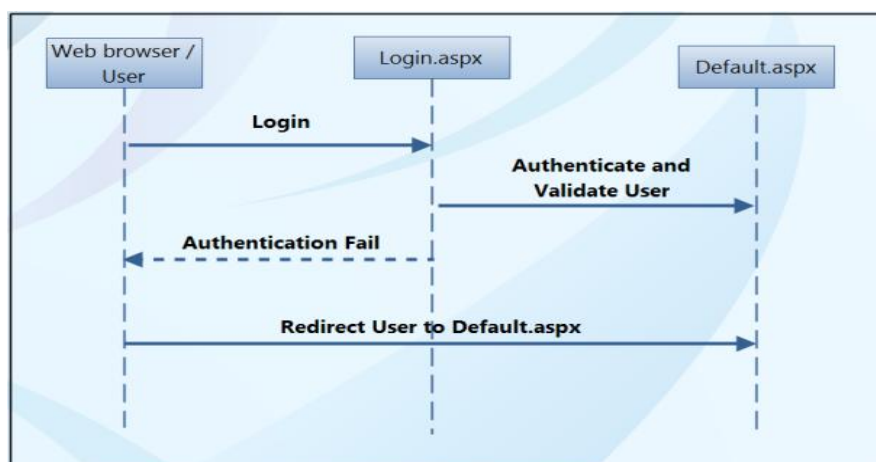 Web browser /
User
Login.aspx
Default.aspx
Login
Authenticate and
Validate User
Authentication Fail
Redirect User to Default.aspx